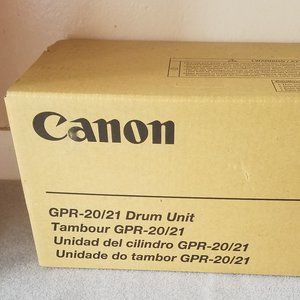 Canon
GPR-20/21 Drum Unit
Tambour GPR-20/21
Unidad del cilindro GPR-20/21
Unidade do tambor GPR-20/21